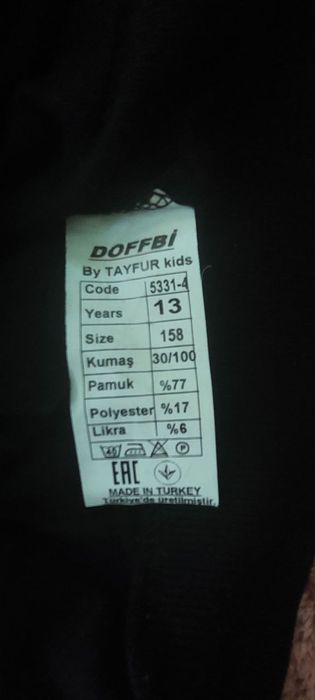 DOFFBİ
By TAYFUR kids
Code 5331-4
Years 13
Size 158
Kumaş 30/100
Pamuk %77
Polyester %17
Likra %6
40 P
EAC
MADE IN TURKEY
Türkiye'de üretilmiştir.